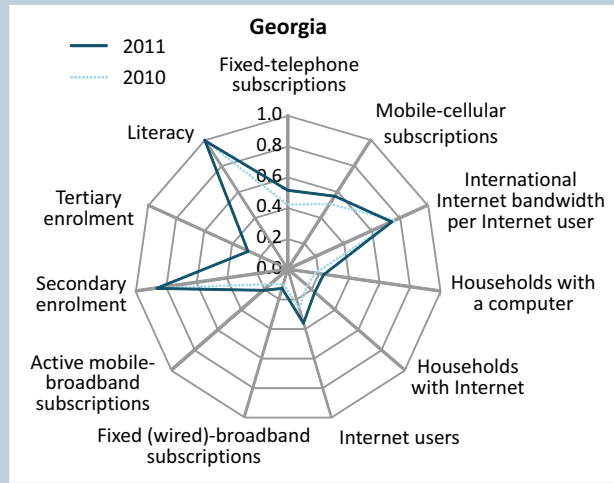 Georgia
2011
2010
Fixed-telephone
subscriptions
Mobile-cellular
subscriptions
International
Internet bandwidth
per Internet user
Households with
a computer
Households
with Internet
Internet users
Fixed (wired)-broadband
subscriptions
Active mobile-
broadband
subscriptions
Secondary
enrolment
Tertiary
enrolment
Literacy
1.0
0.8
0.6
0.4
0.2
0.0